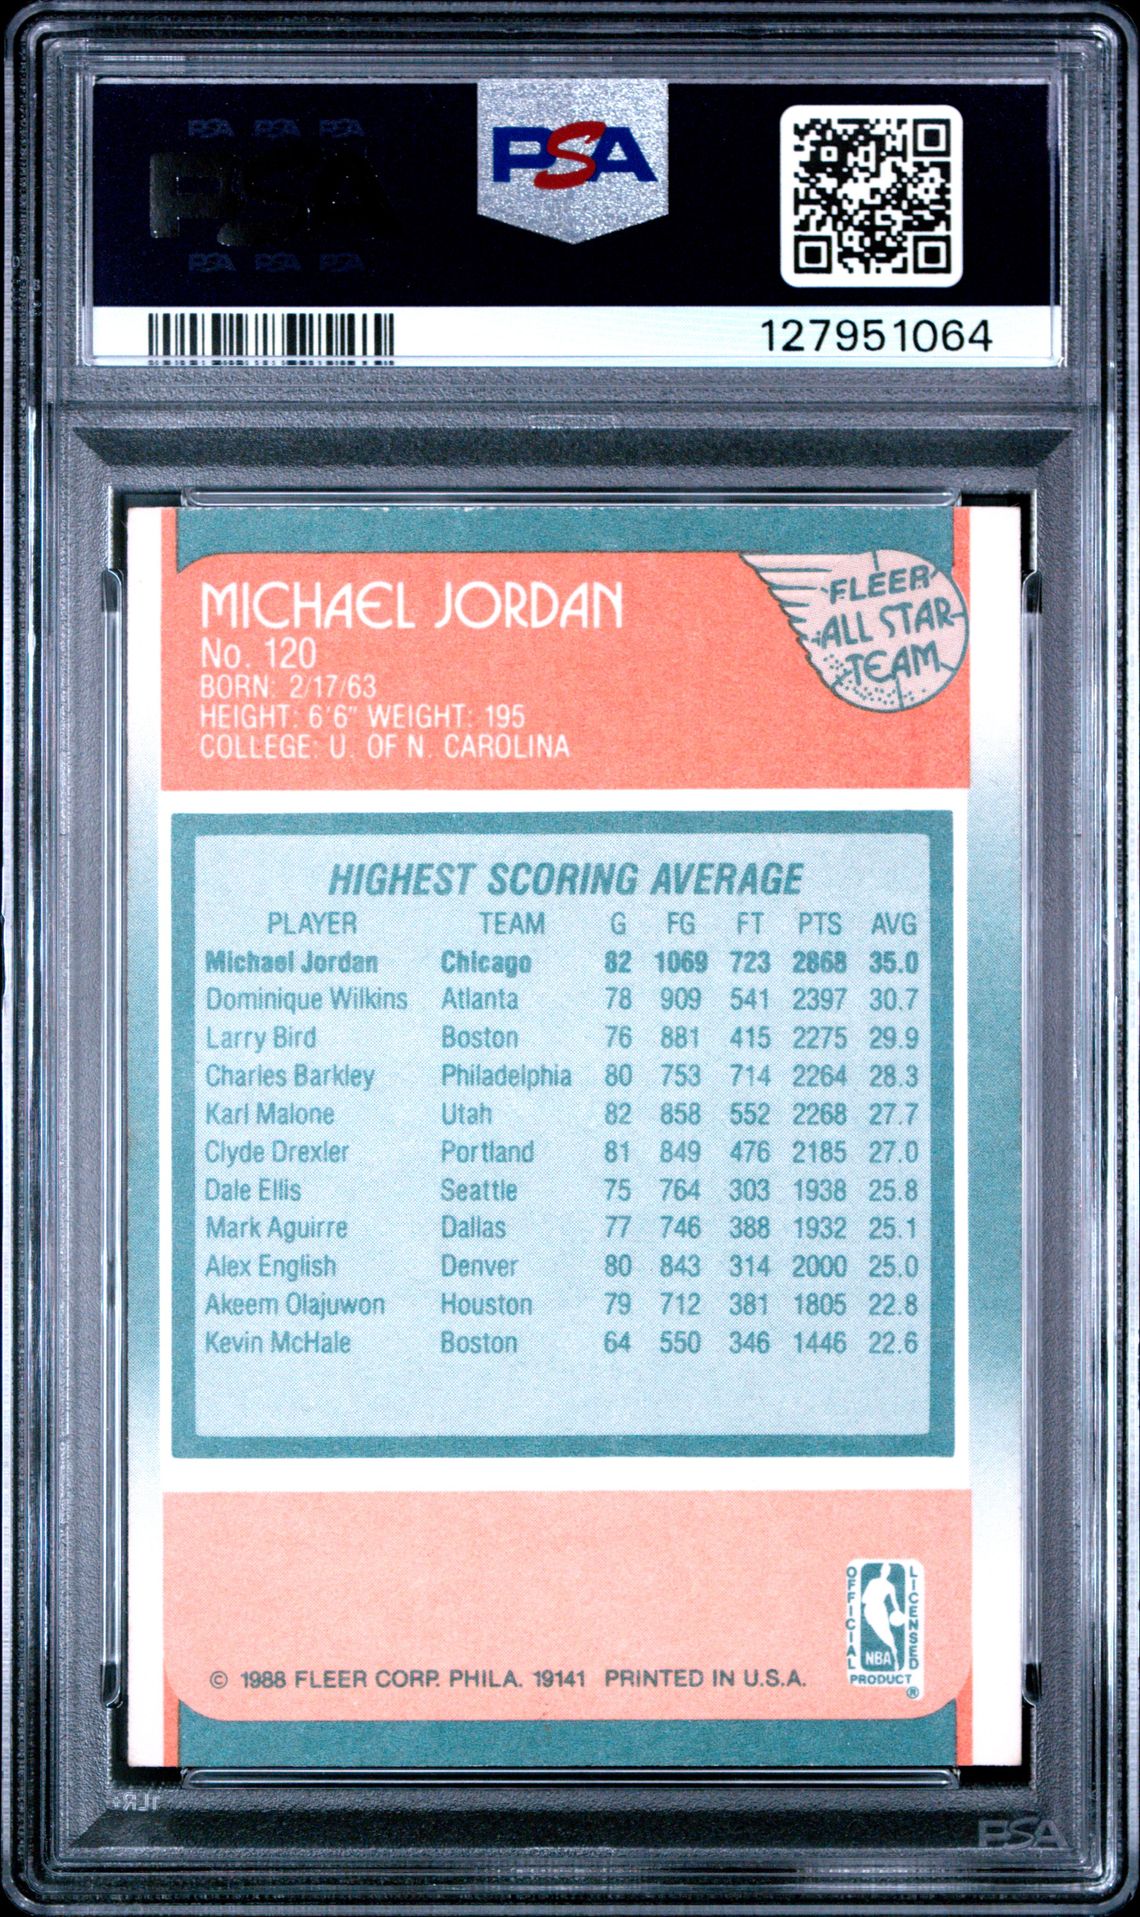 PSA PSA PSA
PSA
PSA PSA PSA
PSA
127951064
MICHAEL JORDAN
No. 120
BORN: 2/17/63
HEIGHT: 6'6" WEIGHT: 195
COLLEGE: U. OF N. CAROLINA
FLEER
ALL STAR
TEAM
HIGHEST SCORING AVERAGE
PLAYER TEAM G FG FT PTS AVG
Michael Jordan Chicago 82 1069 723 2868 35.0
Dominique Wilkins Atlanta 78 909 541 2397 30.7
Larry Bird Boston 76 881 415 2275 29.9
Charles Barkley Philadelphia 80 753 714 2264 28.3
Karl Malone Utah 82 858 552 2268 27.7
Clyde Drexler Portland 81 849 476 2185 27.0
Dale Ellis Seattle 75 764 303 1938 25.8
Mark Aguirre Dallas 77 746 388 1932 25.1
Alex English Denver 80 843 314 2000 25.0
Akeem Olajuwon Houston 79 712 381 1805 22.8
Kevin McHale Boston 64 550 346 1446 22.6
OFFICIAL
LICENSED
NBA
PRODUCT
®
© 1988 FLEER CORP. PHILA. 19141 PRINTED IN U.S.A.
PSA